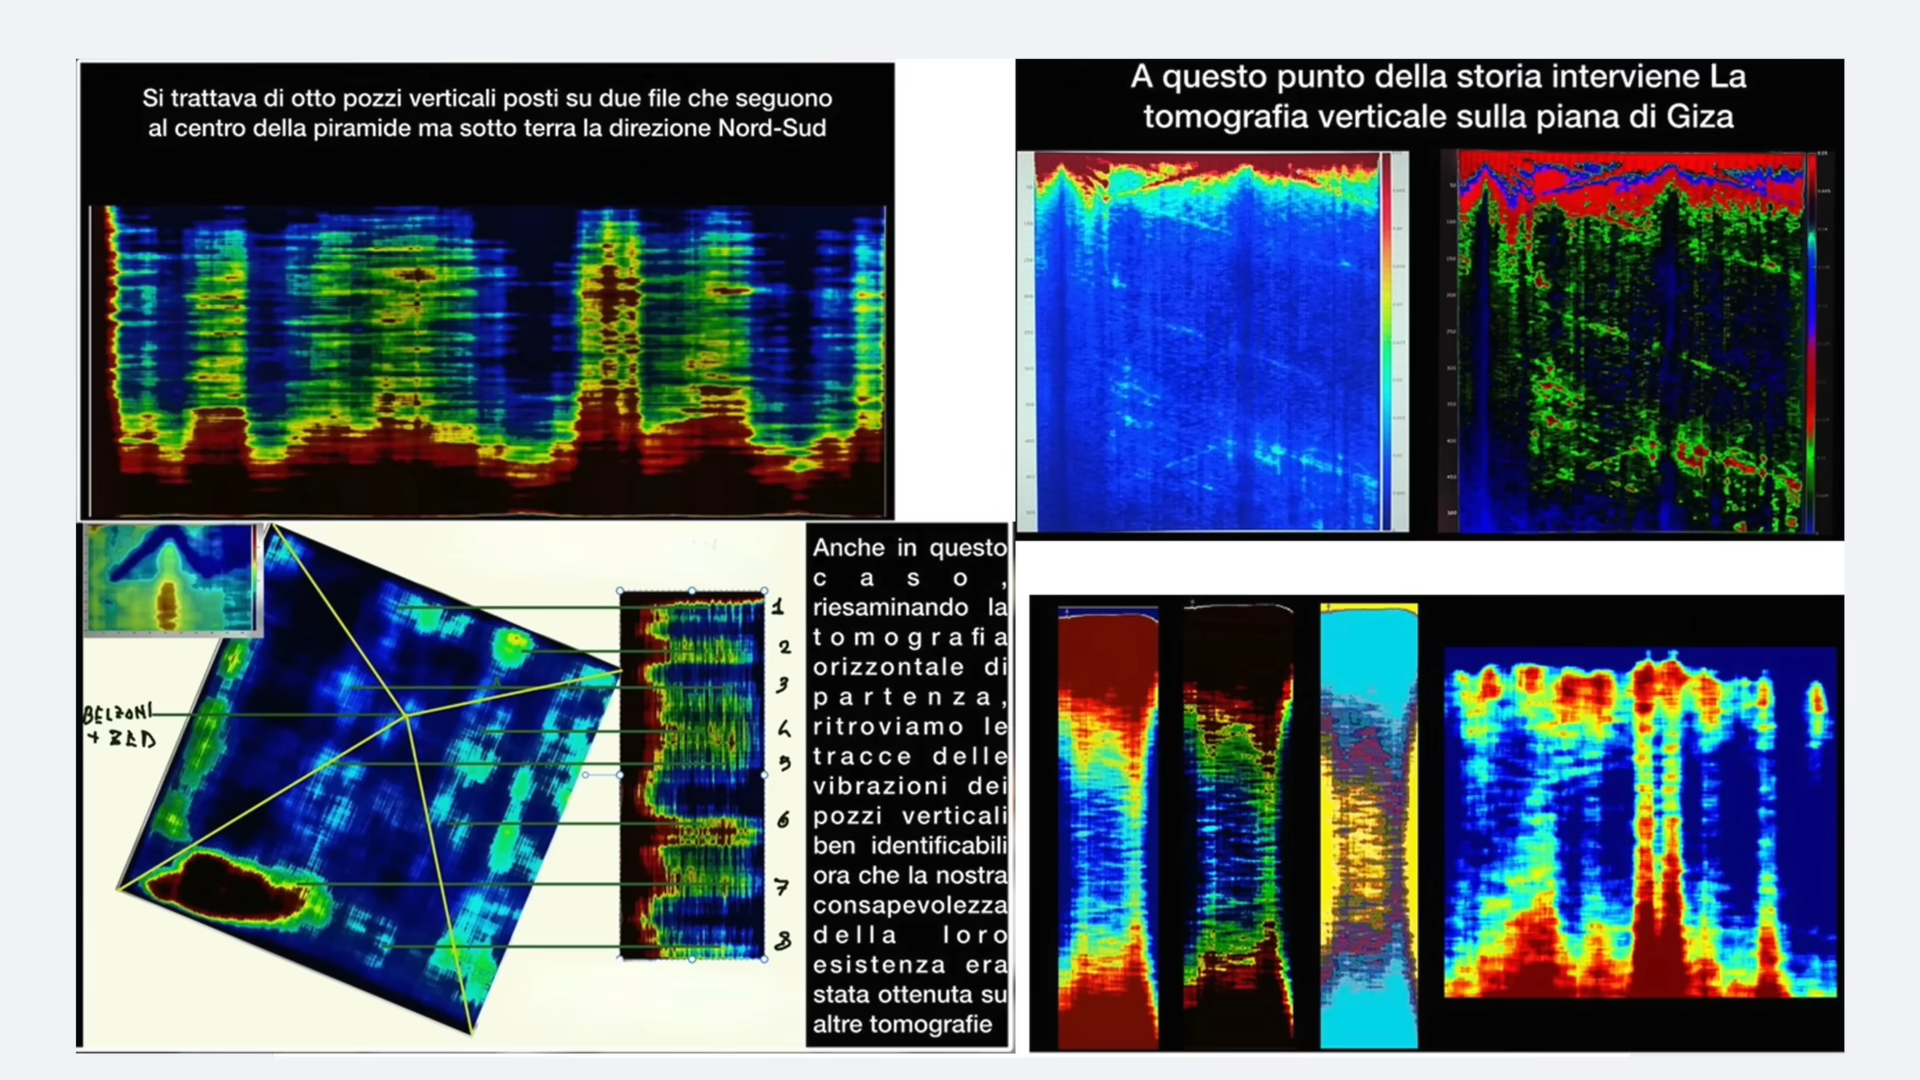 Si trattava di otto pozzi verticali posti su due file che seguono
al centro della piramide ma sotto terra la direzione Nord-Sud
A questo punto della storia interviene La
tomografia verticale sulla piana di Giza
BELZONI
+ ZED
1
2
3
4
5
6
7
8
Anche in questo
caso,
riesaminando la
tomografia
orizzontale di
partenza,
ritroviamo le
tracce delle
vibrazioni dei
pozzi verticali
ben identificabili
ora che la nostra
consapevolezza
della loro
esistenza era
stata ottenuta su
altre tomografie